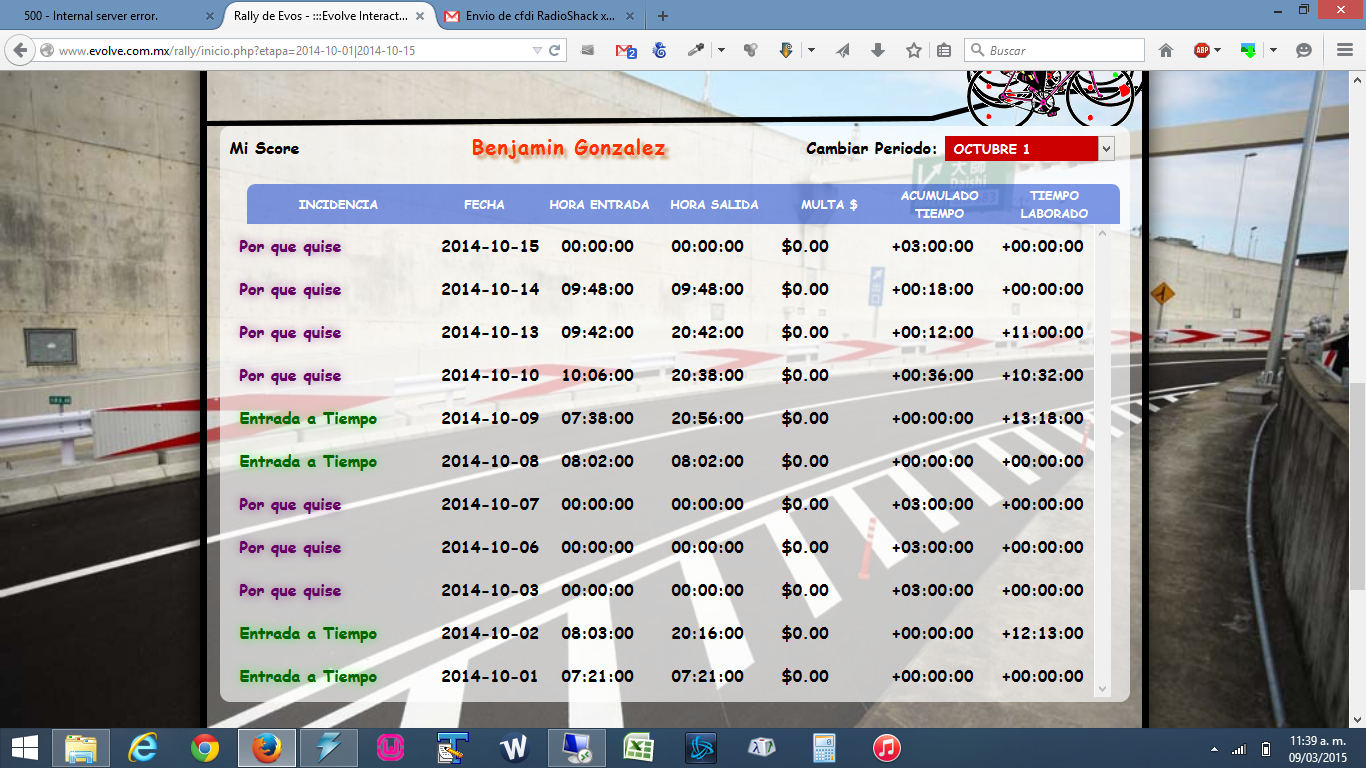 500 - Internal server error.
Rally de Evos - :::Evolve Interact...
Envio de cfdi RadioShack x...
www.evolve.com.mx/rally/inicio.php?etapa=2014-10-01|2014-10-15
2
Buscar
ABP
Mi Score Benjamin Gonzalez Cambiar Periodo: OCTUBRE 1
INCIDENCIA FECHA HORA ENTRADA HORA SALIDA MULTA $ ACUMULADO TIEMPO TIEMPO LABORADO
Por que quise 2014-10-15 00:00:00 00:00:00 $0.00 +03:00:00 +00:00:00
Por que quise 2014-10-14 09:48:00 09:48:00 $0.00 +00:18:00 +00:00:00
Por que quise 2014-10-13 09:42:00 20:42:00 $0.00 +00:12:00 +11:00:00
Por que quise 2014-10-10 10:06:00 20:38:00 $0.00 +00:36:00 +10:32:00
Entrada a Tiempo 2014-10-09 07:38:00 20:56:00 $0.00 +00:00:00 +13:18:00
Entrada a Tiempo 2014-10-08 08:02:00 08:02:00 $0.00 +00:00:00 +00:00:00
Por que quise 2014-10-07 00:00:00 00:00:00 $0.00 +03:00:00 +00:00:00
Por que quise 2014-10-06 00:00:00 00:00:00 $0.00 +03:00:00 +00:00:00
Por que quise 2014-10-03 00:00:00 00:00:00 $0.00 +03:00:00 +00:00:00
Entrada a Tiempo 2014-10-02 08:03:00 20:16:00 $0.00 +00:00:00 +12:13:00
Entrada a Tiempo 2014-10-01 07:21:00 07:21:00 $0.00 +00:00:00 +00:00:00
大師
Daishi
出口
11:39 a. m.
09/03/2015